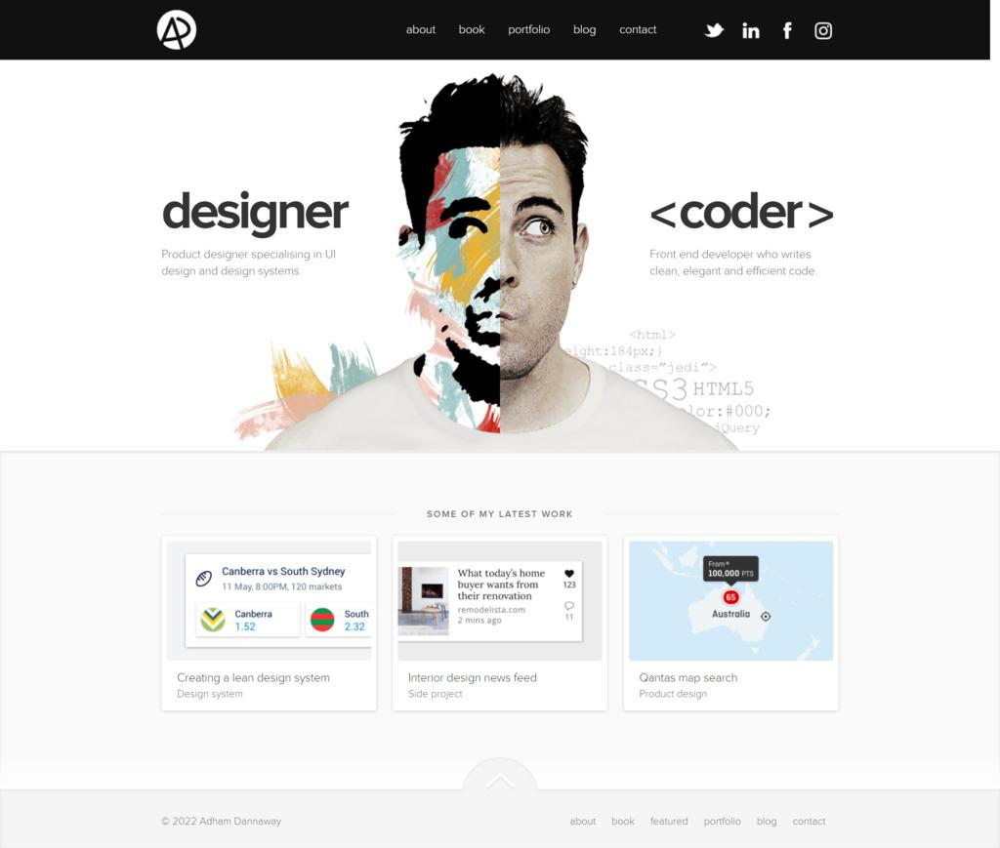 about book portfolio blog contact
designer
Product designer specialising in UI
design and design systems.
<coder>
Front end developer who writes
clean, elegant and efficient code.
<html>
eight:184px;}
class="jedi">
SS3 HTML5
lor:#000;
jQuery
SOME OF MY LATEST WORK
Canberra vs South Sydney
11 May, 8:00PM, 120 markets
Canberra
1.52
South
2.32
Creating a lean design system
Design system
What today's home
buyer wants from
their renovation
remodelista.com
2 mins ago
123
11
Interior design news feed
Side project
From*
100,000 PTS
65
Australia
Qantas map search
Product design
© 2022 Adham Dannaway
about book featured portfolio blog contact